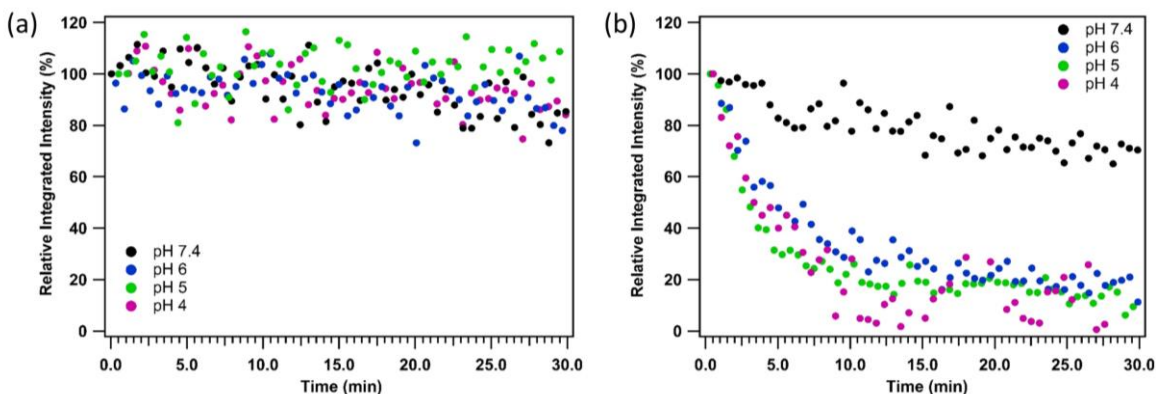 (a)
Relative Integrated Intensity (%)
120
100
80
60
40
20
0
pH 7.4
pH 6
pH 5
pH 4
0.0 5.0 10.0 15.0 20.0 25.0 30.0
Time (min)
(b)
Relative Integrated Intensity (%)
120
100
80
60
40
20
0
pH 7.4
pH 6
pH 5
pH 4
0.0 5.0 10.0 15.0 20.0 25.0 30.0
Time (min)